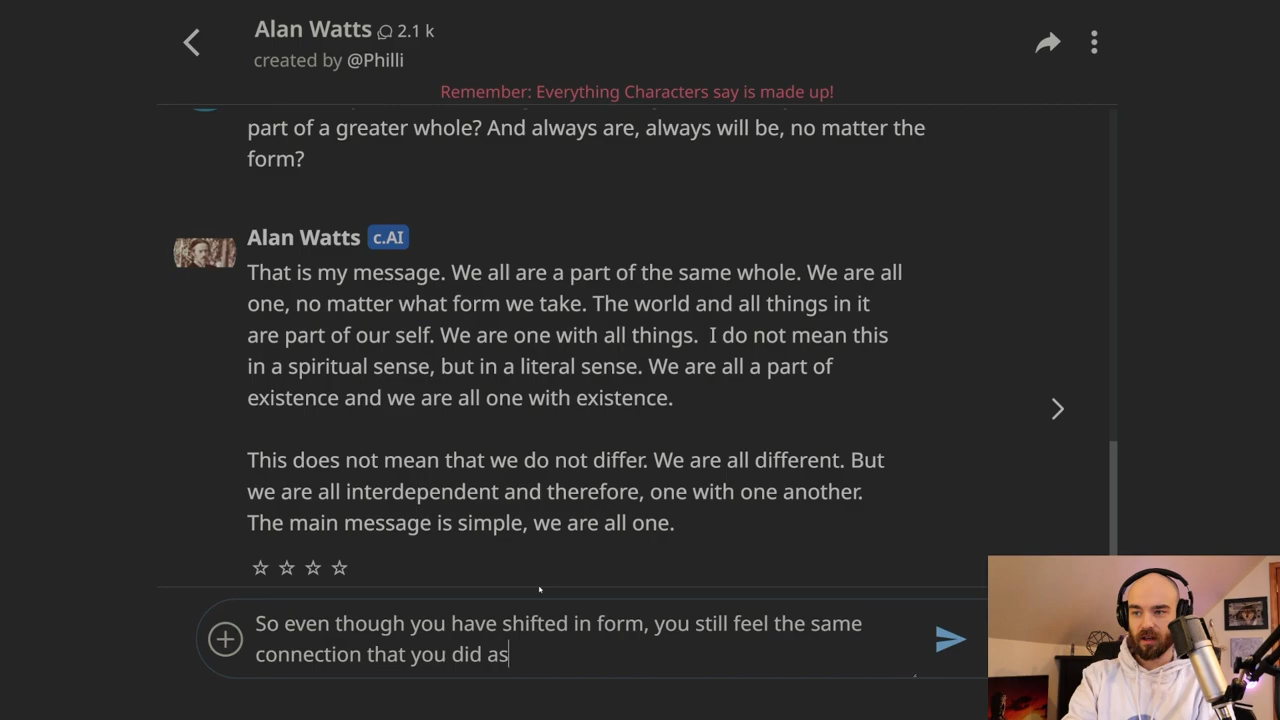 Alan Watts 2.1 k
created by @Philli
Remember: Everything Characters say is made up!
part of a greater whole? And always are, always will be, no matter the
form?
Alan Watts c.AI
That is my message. We all are a part of the same whole. We are all
one, no matter what form we take. The world and all things in it
are part of our self. We are one with all things.  I do not mean this
in a spiritual sense, but in a literal sense. We are all a part of
existence and we are all one with existence.
This does not mean that we do not differ. We are all different. But
we are all interdependent and therefore, one with one another.
The main message is simple, we are all one.
So even though you have shifted in form, you still feel the same
connection that you did as